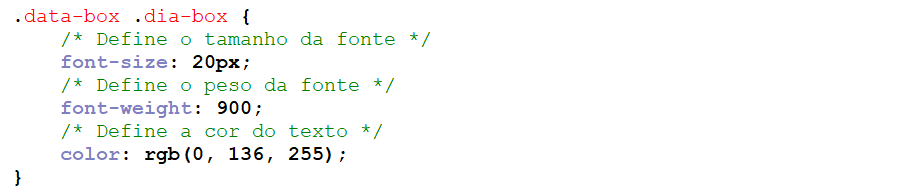 .data-box .dia-box {
    /* Define o tamanho da fonte */
    font-size: 20px;
    /* Define o peso da fonte */
    font-weight: 900;
    /* Define a cor do texto */
    color: rgb(0, 136, 255);
}